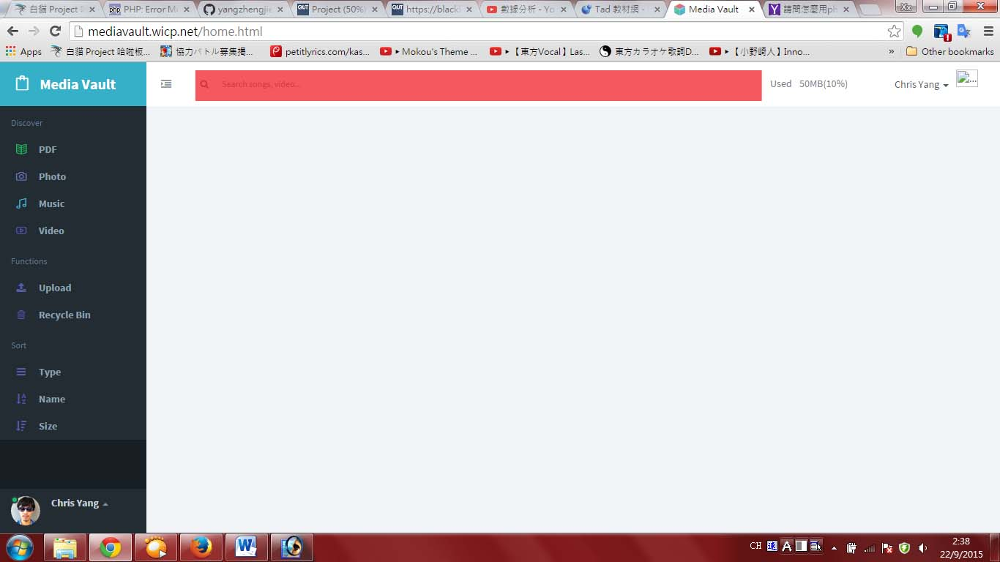 白貓 Project
PHP: Error M
yangzhengjie
QUT
Project (50%)
QUT
https://black
數據分析 - Yo
Tad 教材網 -
Media Vault
請問怎麼用ph
mediavault.wicp.net/home.html
Apps
白貓 Project 哈啦板...
協力バトル募集掲...
petitlyrics.com/kas...
Mokou's Theme ...
【東方Vocal】Las...
東方カラオケ歌詞D...
【小野崎人】Inno...
»
Other bookmarks
Media Vault
Search songs, video...
Used 50MB(10%)
Chris Yang
Discover
PDF
Photo
Music
Video
Functions
Upload
Recycle Bin
Sort
Type
Name
Size
Chris Yang
CH
2:38
22/9/2015